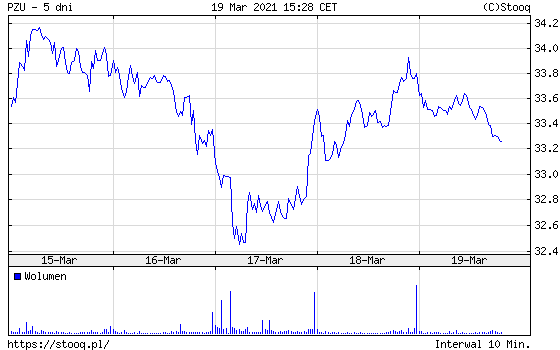 PZU - 5 dni 19 Mar 2021 15:28 CET (C)Stooq
34.2
34.0
33.8
33.6
33.4
33.2
33.0
32.8
32.6
32.4
15-Mar 16-Mar 17-Mar 18-Mar 19-Mar
Wolumen
https://stooq.pl/ Interwal 10 Min.